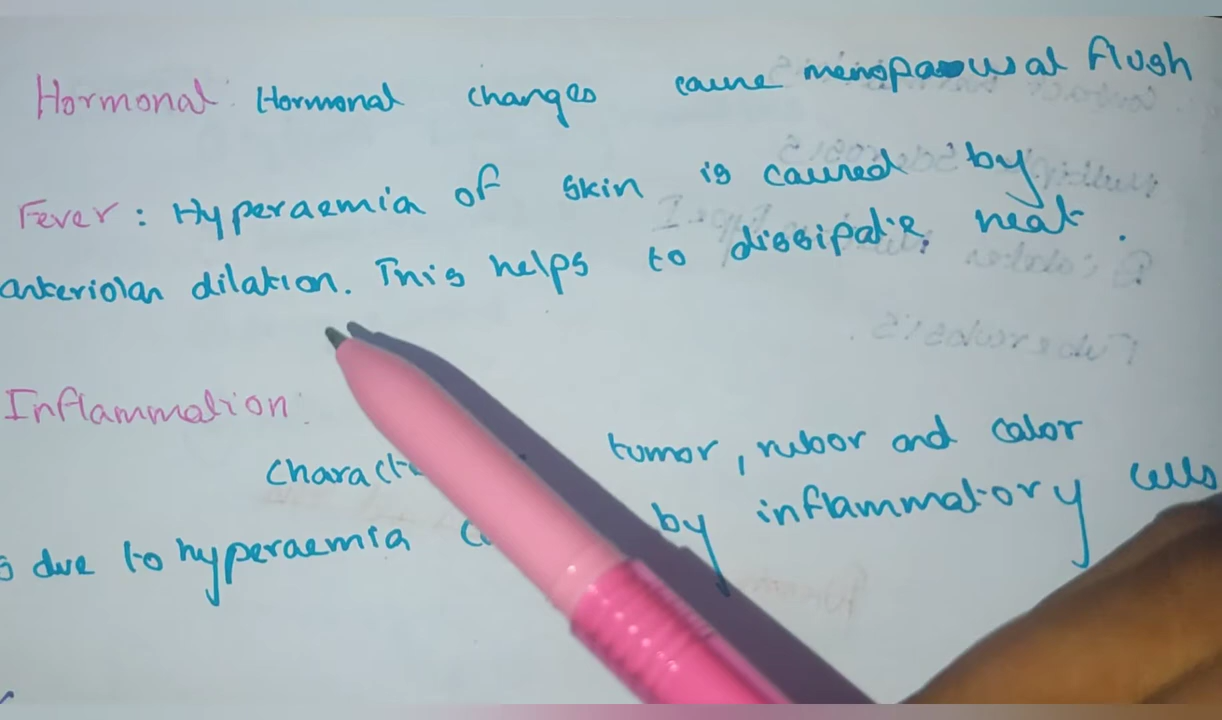 Hormonal: Hormonal changes cause menopausal flush
Fever: Hyperaemia of skin is caused by
arteriolar dilation. This helps to dissipate heat.
Inflammation:
tumor, rubor and calor
due to hyperaemia by inflammatory cells